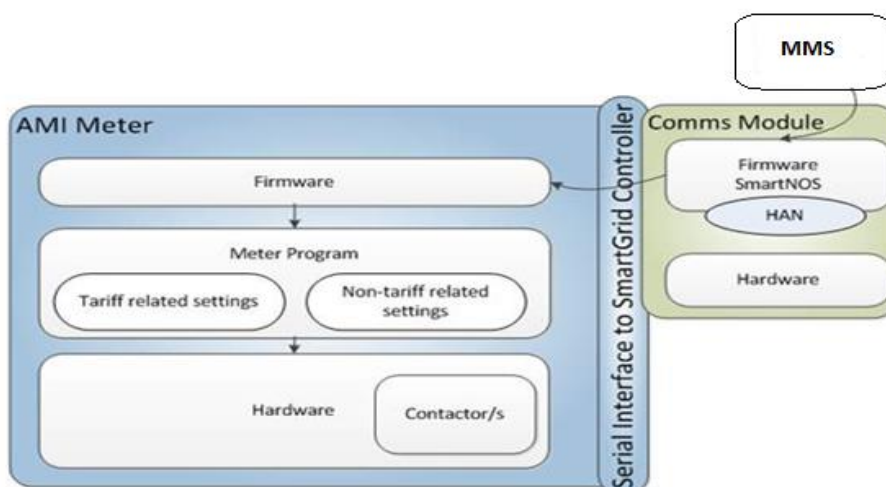 MMS
AMI Meter
Firmware
Meter Program
Tariff related settings
Non-tariff related
settings
Hardware
Contactor/s
Serial Interface to SmartGrid Controller
Comms Module
Firmware
SmartNOS
HAN
Hardware